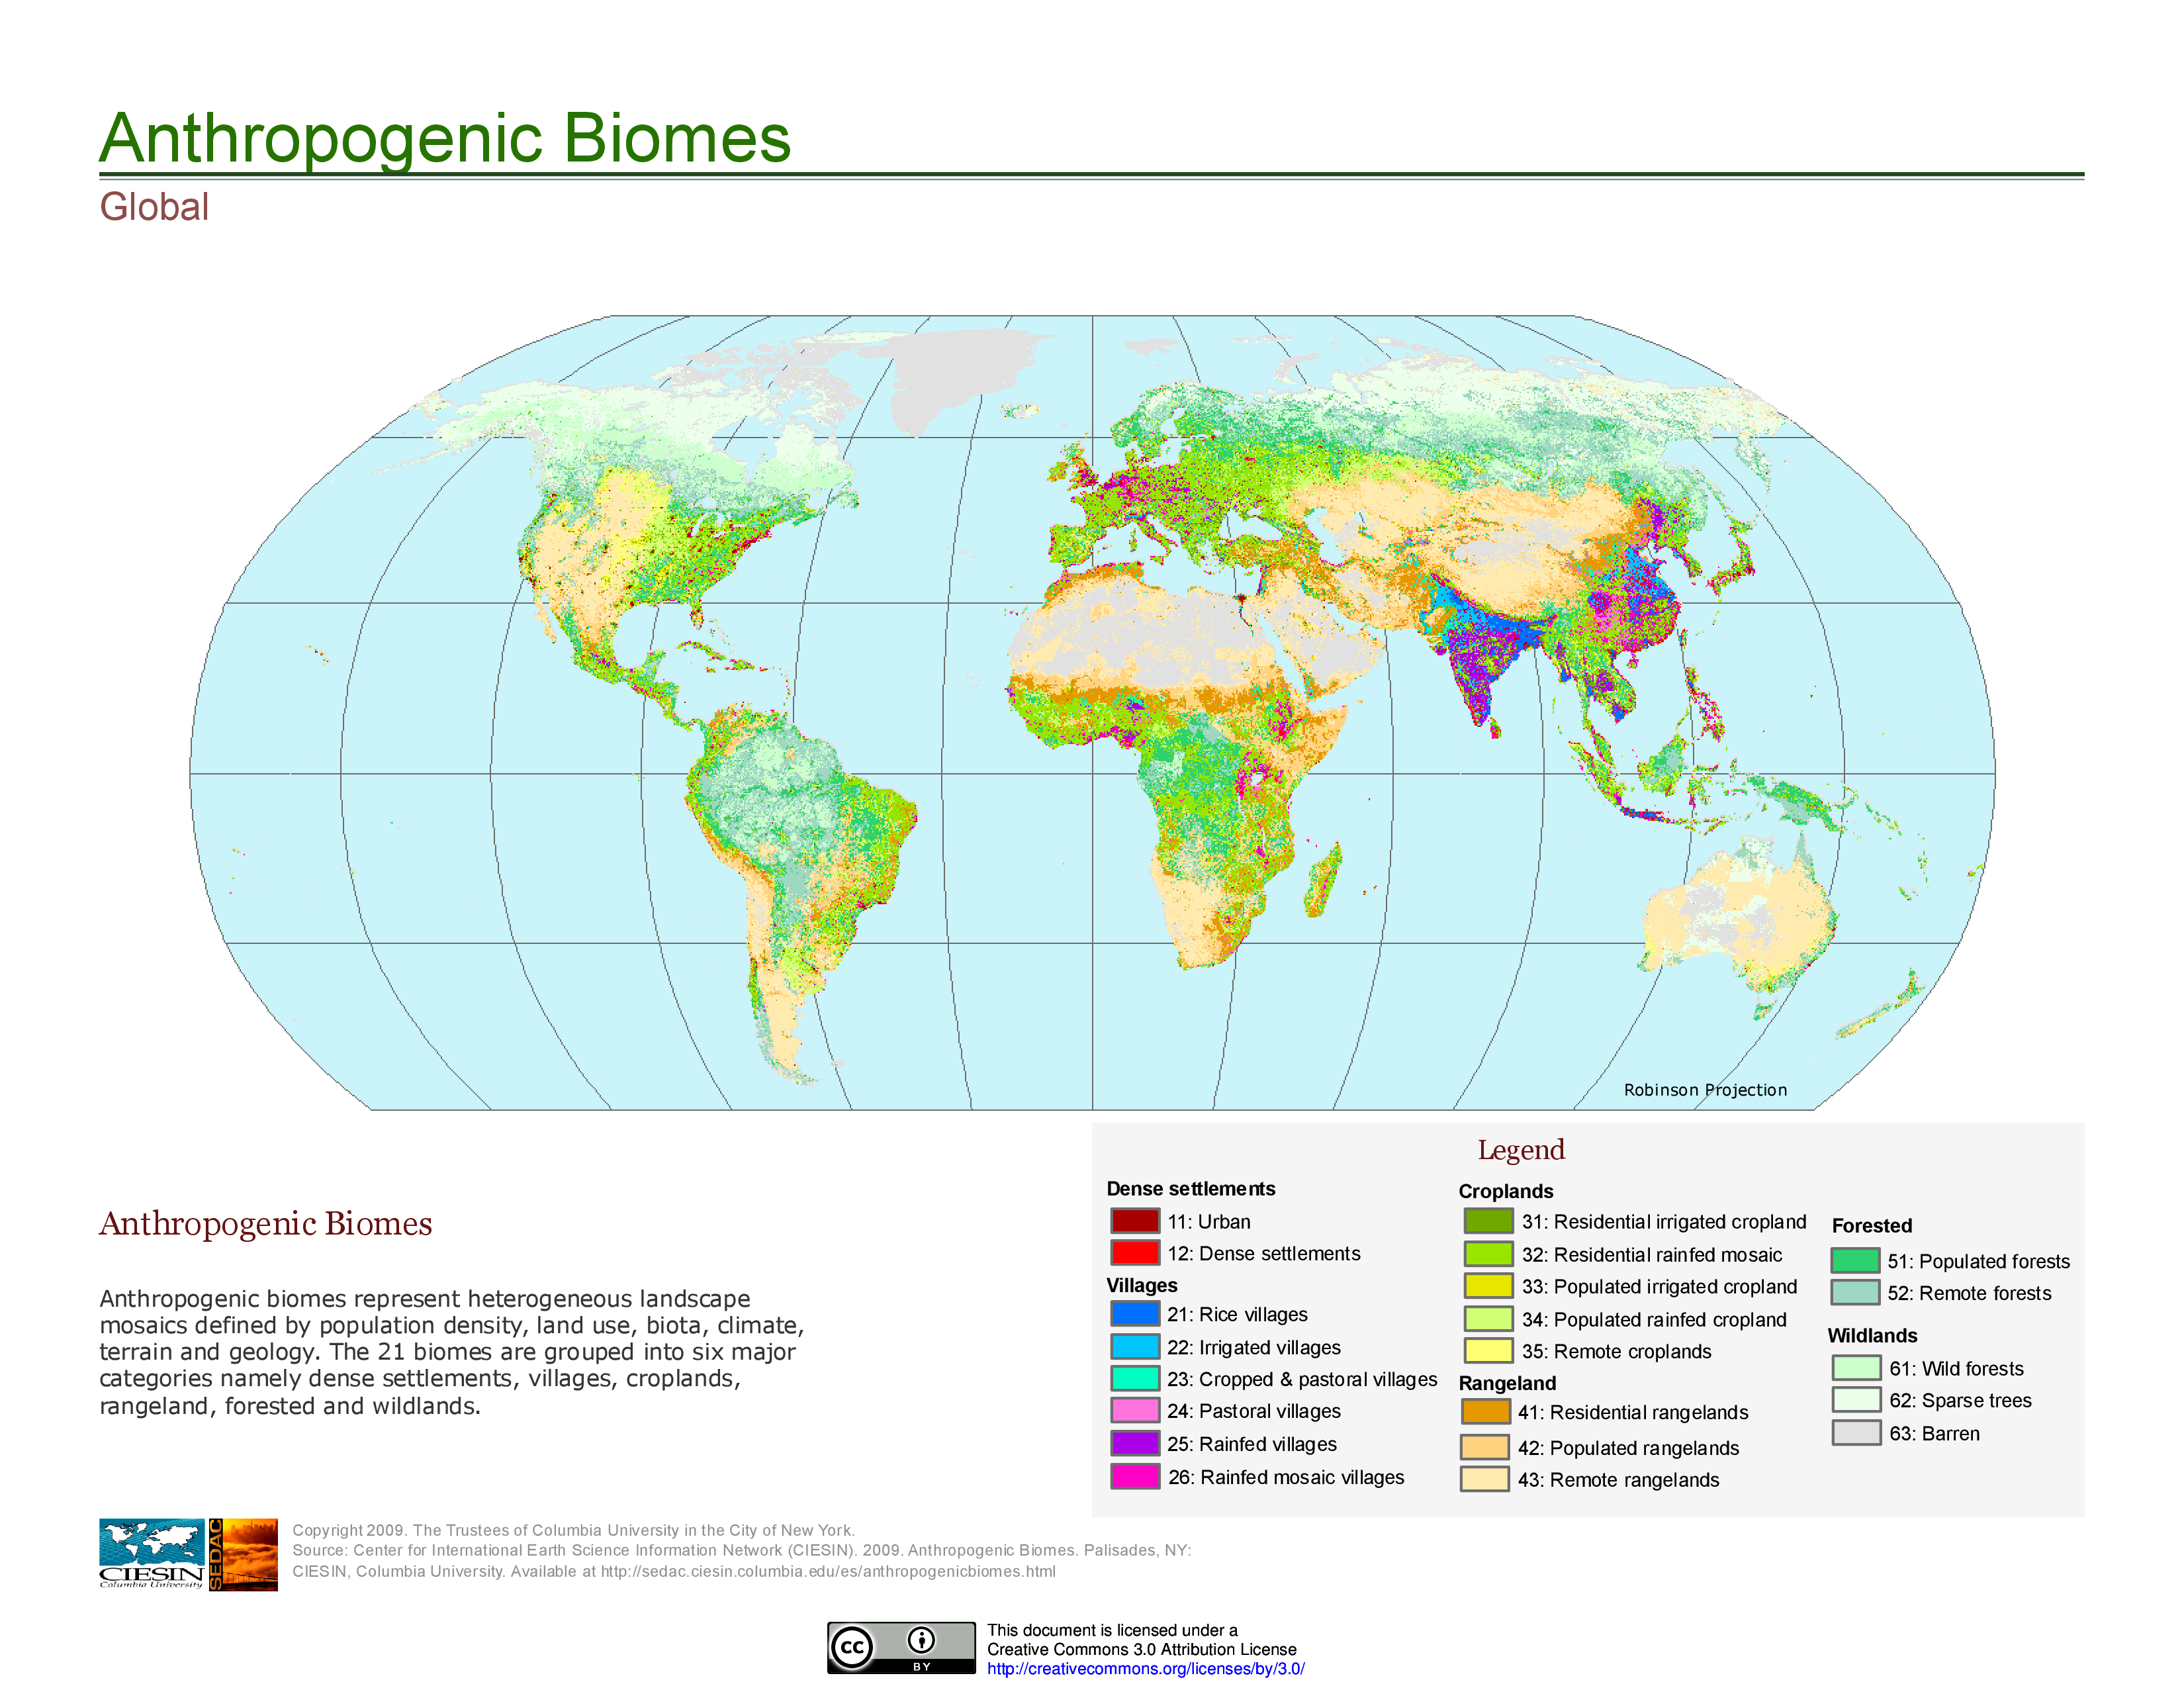 Anthropogenic Biomes
Global
Robinson Projection
Legend
Dense settlements
11: Urban
12: Dense settlements
Villages
21: Rice villages
22: Irrigated villages
23: Cropped & pastoral villages
24: Pastoral villages
25: Rainfed villages
26: Rainfed mosaic villages
Croplands
31: Residential irrigated cropland
32: Residential rainfed mosaic
33: Populated irrigated cropland
34: Populated rainfed cropland
35: Remote croplands
Rangeland
41: Residential rangelands
42: Populated rangelands
43: Remote rangelands
Forested
51: Populated forests
52: Remote forests
Wildlands
61: Wild forests
62: Sparse trees
63: Barren
Anthropogenic Biomes
Anthropogenic biomes represent heterogeneous landscape
mosaics defined by population density, land use, biota, climate,
terrain and geology. The 21 biomes are grouped into six major
categories namely dense settlements, villages, croplands,
rangeland, forested and wildlands.
CIESIN
Columbia University
SEDAC
Copyright 2009. The Trustees of Columbia University in the City of New York.
Source: Center for International Earth Science Information Network (CIESIN). 2009. Anthropogenic Biomes. Palisades, NY:
CIESIN, Columbia University. Available at http://sedac.ciesin.columbia.edu/es/anthropogenicbiomes.html
cc
BY
This document is licensed under a
Creative Commons 3.0 Attribution License
http://creativecommons.org/licenses/by/3.0/